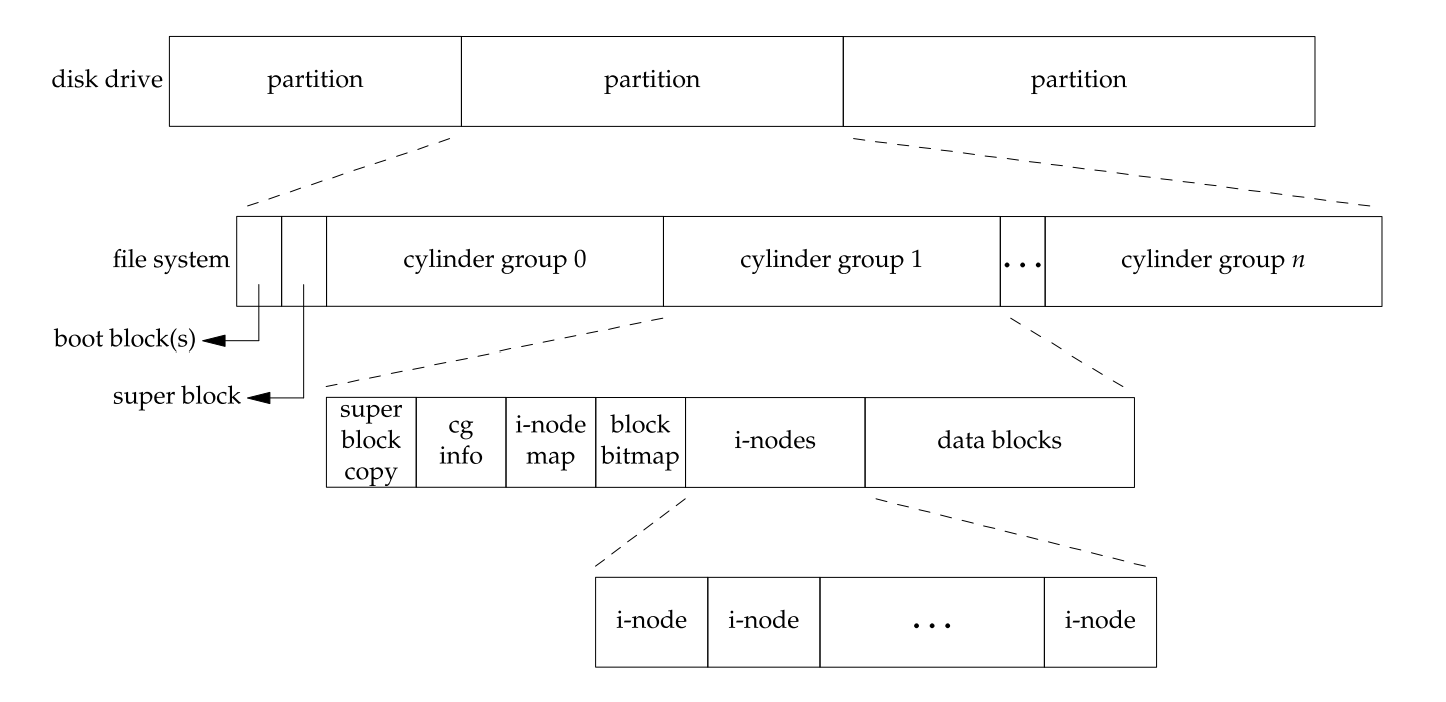 disk drive partition partition partition
file system cylinder group 0 cylinder group 1 ... cylinder group n
boot block(s)
super block
super
block
copy
cg
info
i-node
map
block
bitmap
i-nodes
data blocks
i-node i-node ... i-node